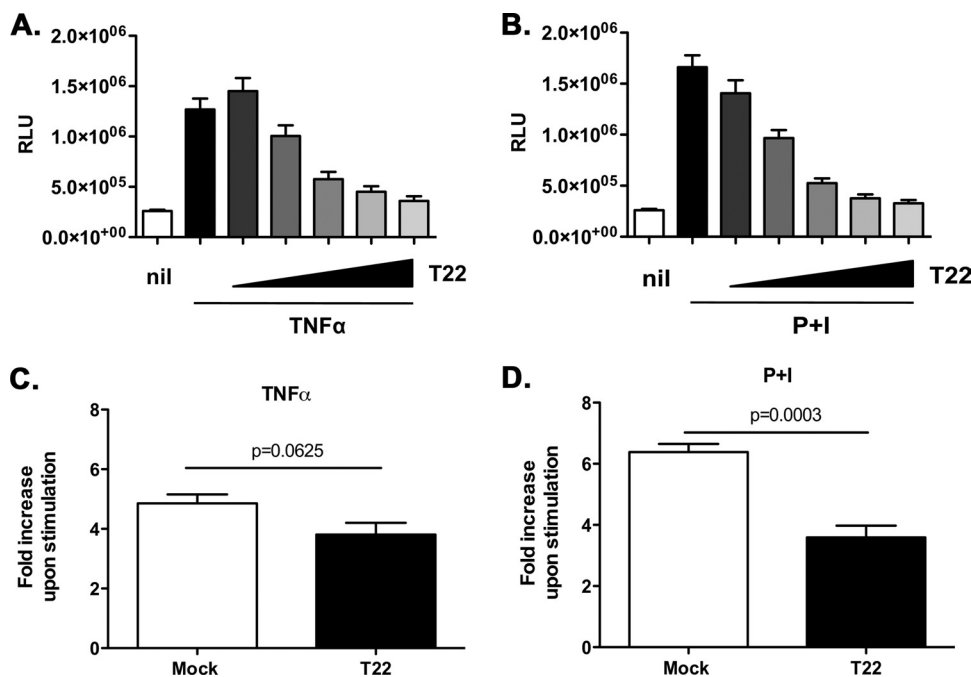 A.
2.0×10⁰⁶
1.5×10⁰⁶
1.0×10⁰⁶
5.0×10⁰⁵
0.0×10⁺⁰⁰
RLU
nil
T22
TNFα
B.
2.0×10⁰⁶
1.5×10⁰⁶
1.0×10⁰⁶
5.0×10⁰⁵
0.0×10⁺⁰⁰
RLU
nil
T22
P+I
C.
TNFα
8
6
4
2
0
Fold increase
upon stimulation
p=0.0625
Mock T22
D.
P+I
8
6
4
2
0
Fold increase
upon stimulation
p=0.0003
Mock T22